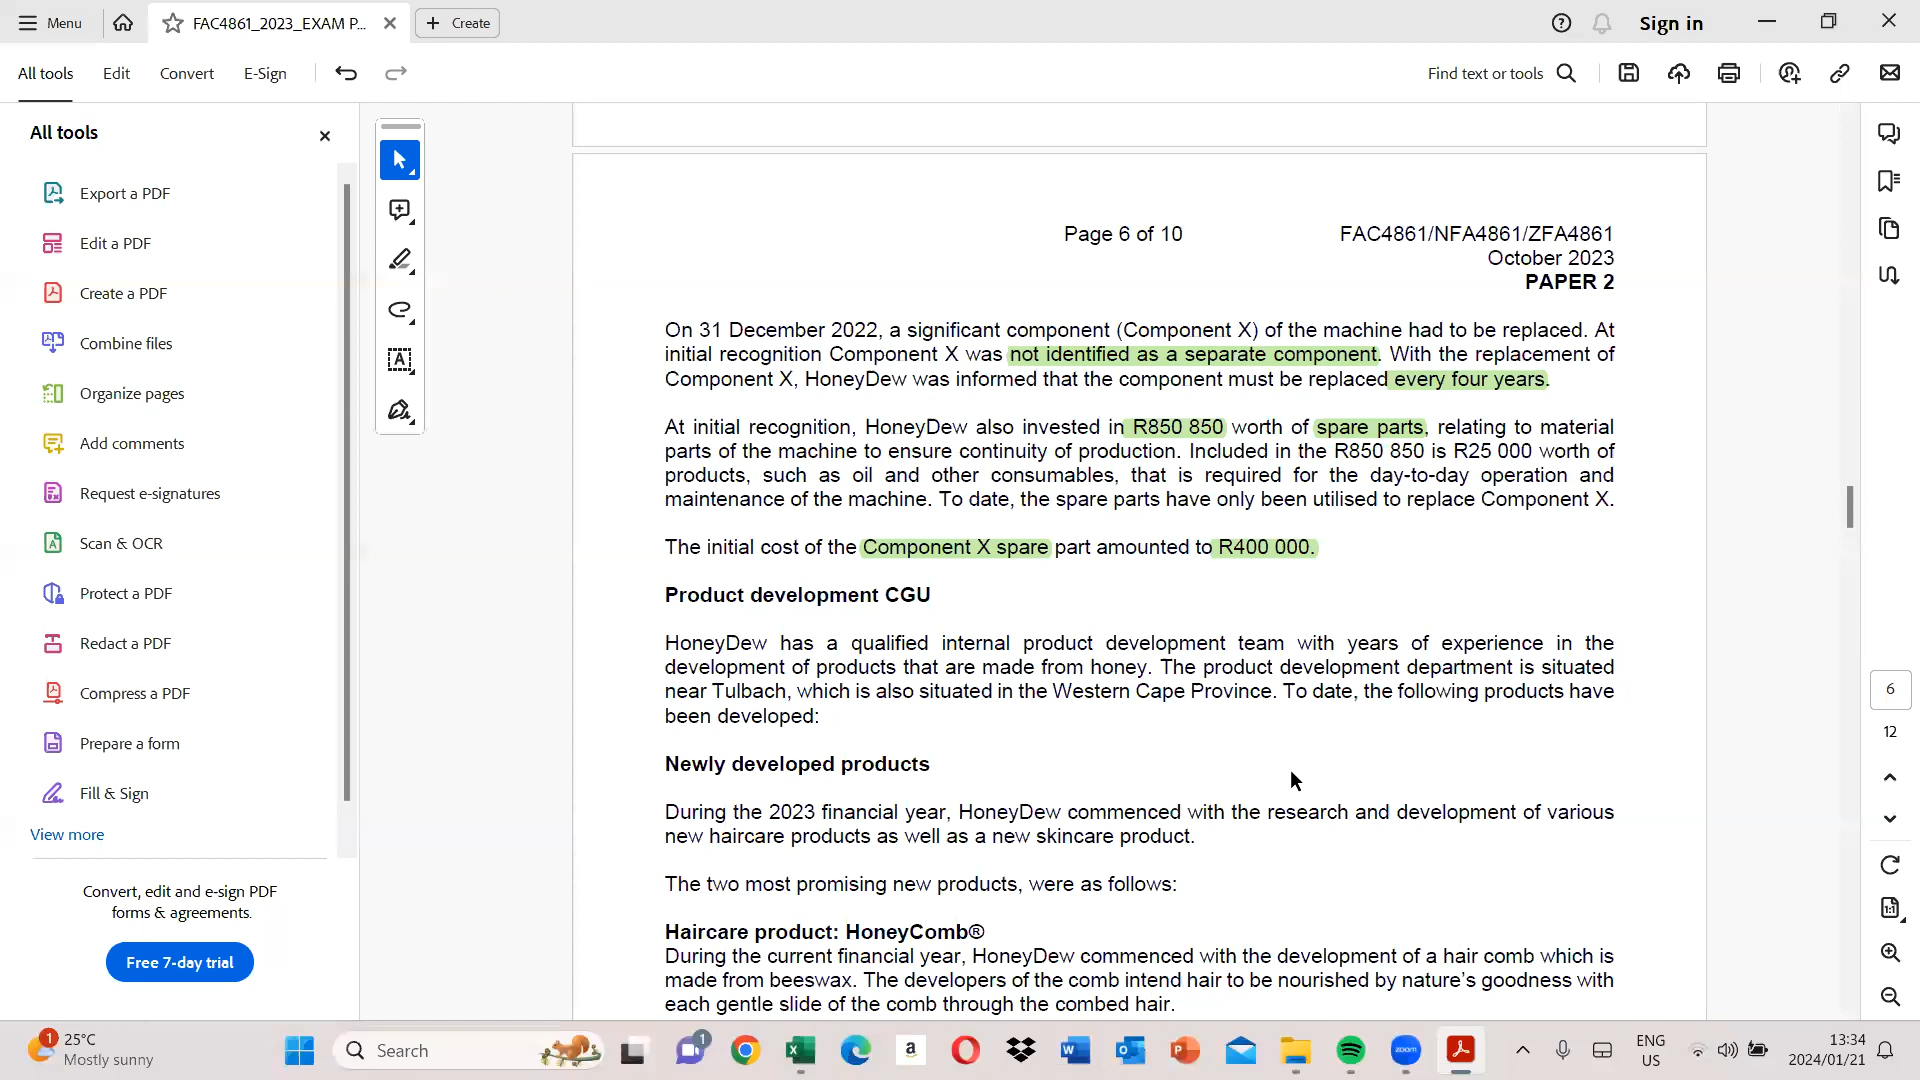 Menu
FAC4861_2023_EXAM P...
Create
Sign in
All tools
Edit
Convert
E-Sign
Find text or tools
All tools
Export a PDF
Edit a PDF
Create a PDF
Combine files
Organize pages
Add comments
Request e-signatures
Scan & OCR
Protect a PDF
Redact a PDF
Compress a PDF
Prepare a form
Fill & Sign
View more
Convert, edit and e-sign PDF
forms & agreements.
Free 7-day trial
Page 6 of 10
FAC4861/NFA4861/ZFA4861
October 2023
PAPER 2
On 31 December 2022, a significant component (Component X) of the machine had to be replaced. At
initial recognition Component X was not identified as a separate component. With the replacement of
Component X, HoneyDew was informed that the component must be replaced every four years.
At initial recognition, HoneyDew also invested in R850 850 worth of spare parts, relating to material
parts of the machine to ensure continuity of production. Included in the R850 850 is R25 000 worth of
products, such as oil and other consumables, that is required for the day-to-day operation and
maintenance of the machine. To date, the spare parts have only been utilised to replace Component X.
The initial cost of the Component X spare part amounted to R400 000.
Product development CGU
HoneyDew has a qualified internal product development team with years of experience in the
development of products that are made from honey. The product development department is situated
near Tulbach, which is also situated in the Western Cape Province. To date, the following products have
been developed:
Newly developed products
During the 2023 financial year, HoneyDew commenced with the research and development of various
new haircare products as well as a new skincare product.
The two most promising new products, were as follows:
Haircare product: HoneyComb®
During the current financial year, HoneyDew commenced with the development of a hair comb which is
made from beeswax. The developers of the comb intend hair to be nourished by nature's goodness with
each gentle slide of the comb through the combed hair.
6
12
1:1
1
25°C
Mostly sunny
Search
1
a
zoom
ENG
US
13:34
2024/01/21